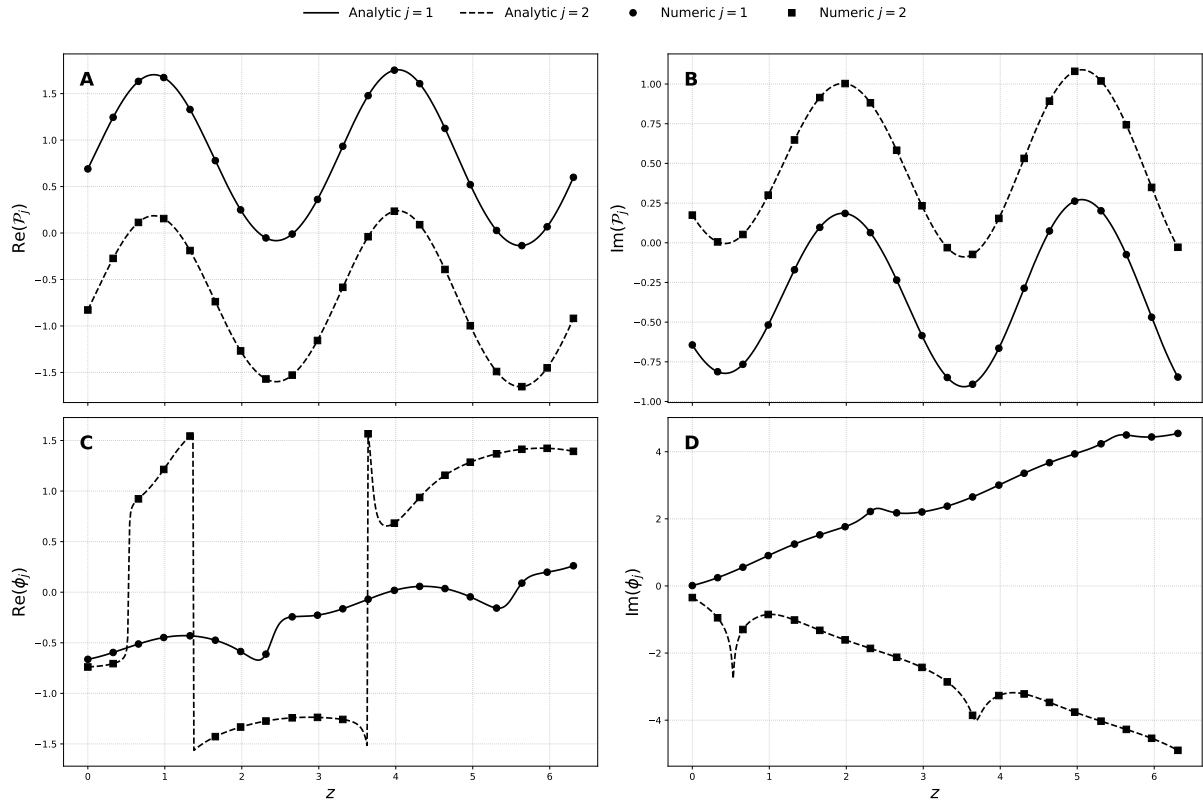 Analytic j = 1 Analytic j = 2 Numeric j = 1 Numeric j = 2
A
Re(𝒫j)
1.5
1.0
0.5
0.0
−0.5
−1.0
−1.5
B
Im(𝒫j)
1.00
0.75
0.50
0.25
0.00
−0.25
−0.50
−0.75
−1.00
C
Re(ϕj)
1.5
1.0
0.5
0.0
−0.5
−1.0
−1.5
0 1 2 3 4 5 6
z
D
Im(ϕj)
4
2
0
−2
−4
0 1 2 3 4 5 6
z